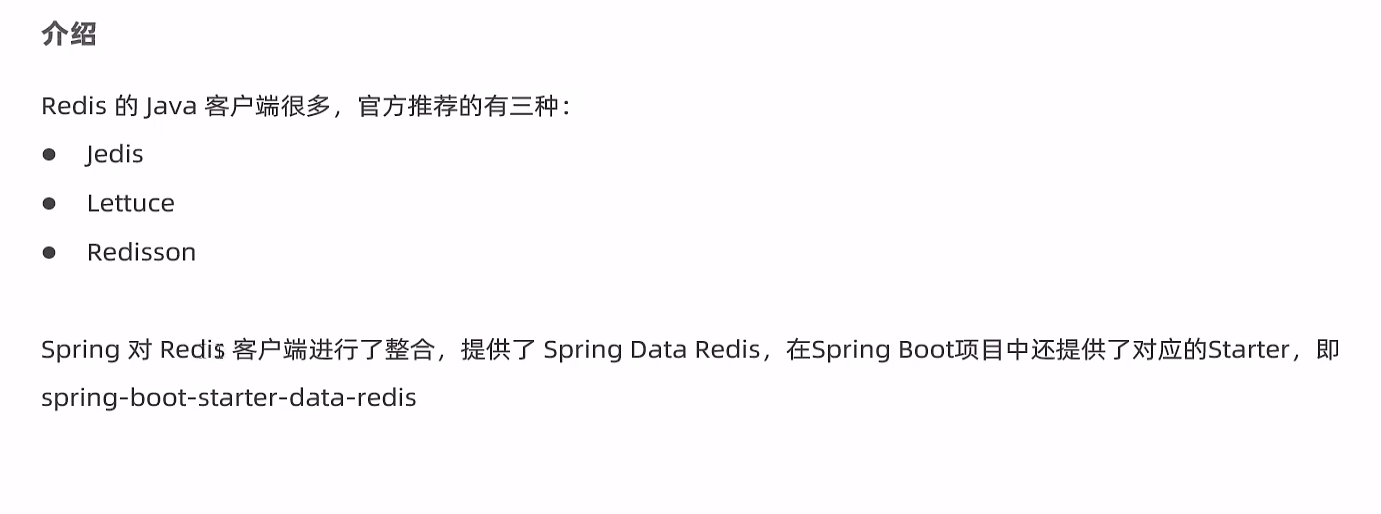 介绍
Redis 的 Java 客户端很多，官方推荐的有三种：
● Jedis
● Lettuce
● Redisson
Spring 对 Redis 客户端进行了整合，提供了 Spring Data Redis，在Spring Boot项目中还提供了对应的Starter，即
spring-boot-starter-data-redis